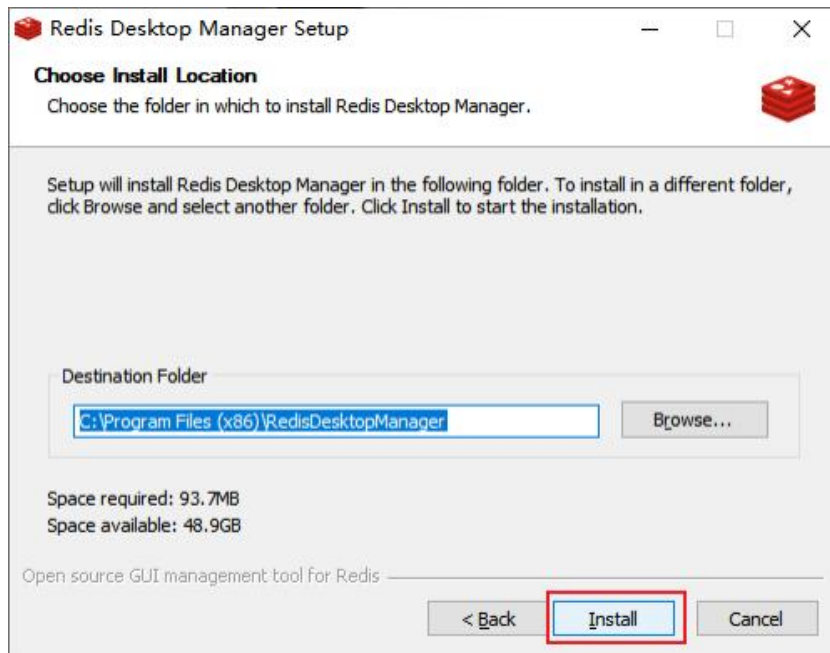 Redis Desktop Manager Setup
Choose Install Location
Choose the folder in which to install Redis Desktop Manager.
Setup will install Redis Desktop Manager in the following folder. To install in a different folder,
click Browse and select another folder. Click Install to start the installation.
Destination Folder
C:\Program Files (x86)\RedisDesktopManager
Browse...
Space required: 93.7MB
Space available: 48.9GB
Open source GUI management tool for Redis
< Back
Install
Cancel